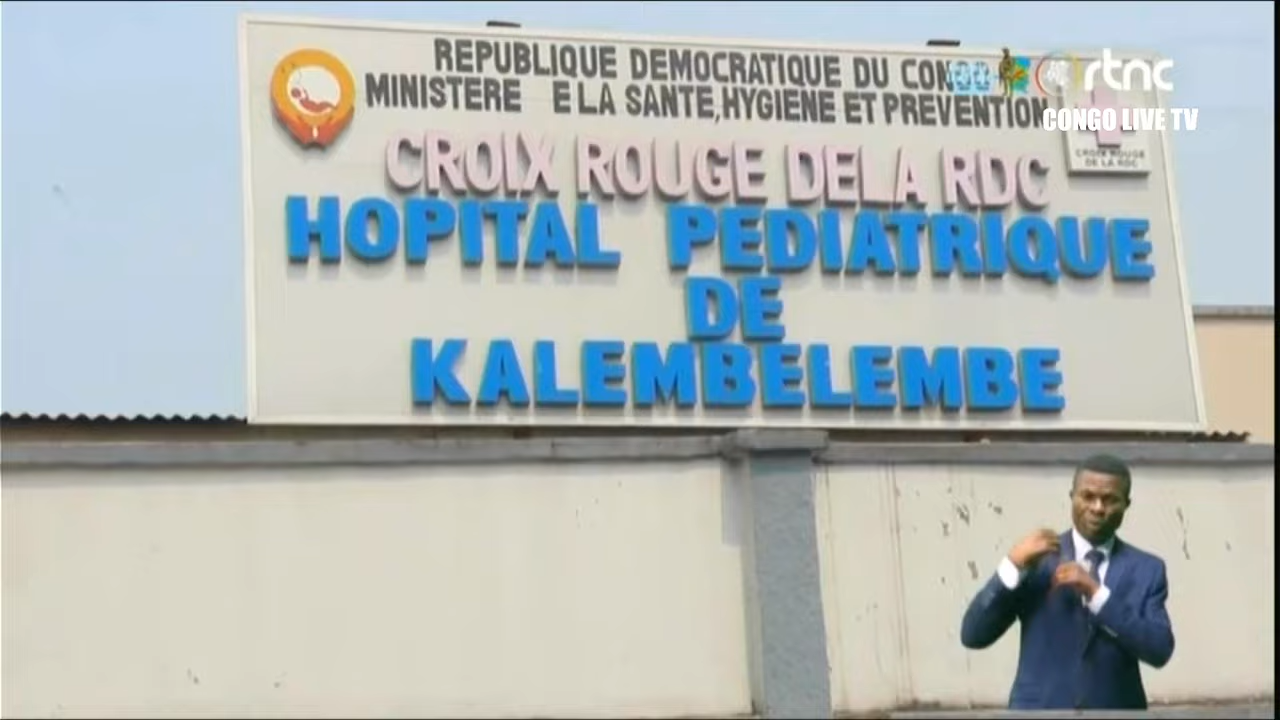 REPUBLIQUE DEMOCRATIQUE DU CON
MINISTERE E LA SANTE, HYGIENE ET PREVENTION
rtnc
CONGO LIVE TV
CROIX ROUGE
DE LA RDC
CROIX ROUGE DELA RDC
HOPITAL PEDIATRIQUE
DE
KALEMBELEMBE